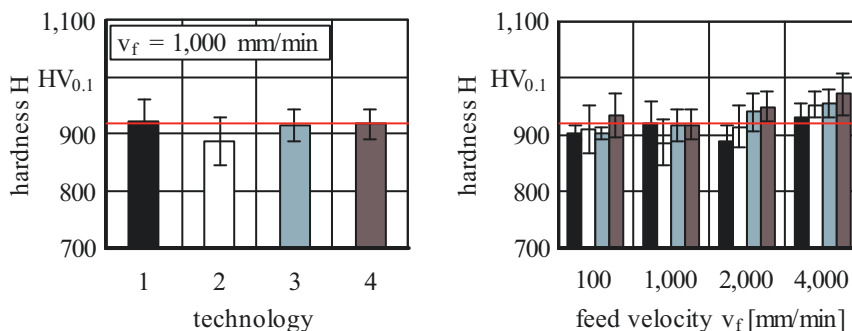 1,100
v_f = 1,000 mm/min
HV_0.1
900
800
700
hardness H
1 2 3 4
technology
1,100
HV_0.1
900
800
700
hardness H
100 1,000 2,000 4,000
feed velocity v_f [mm/min]